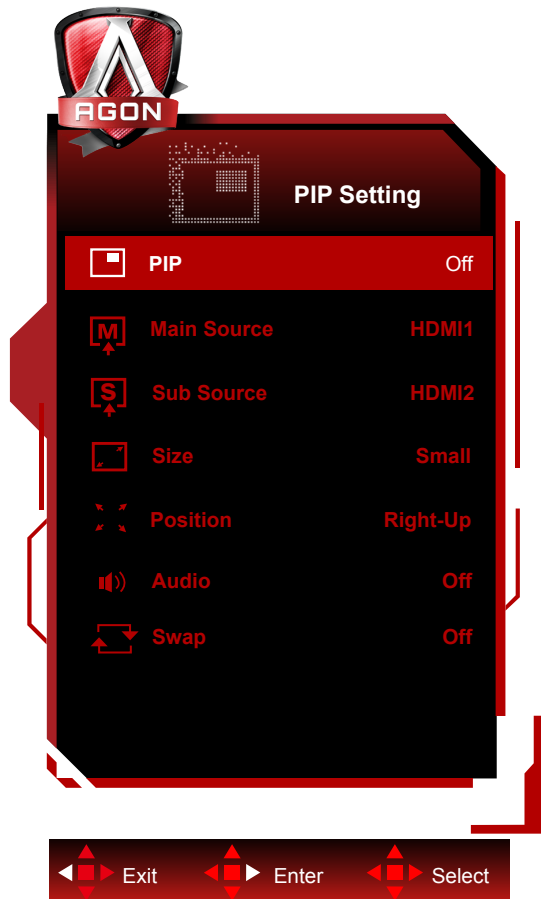 AGON
PIP Setting
PIP Off
M Main Source HDMI1
S Sub Source HDMI2
Size Small
Position Right-Up
Audio Off
Swap Off
Exit Enter Select